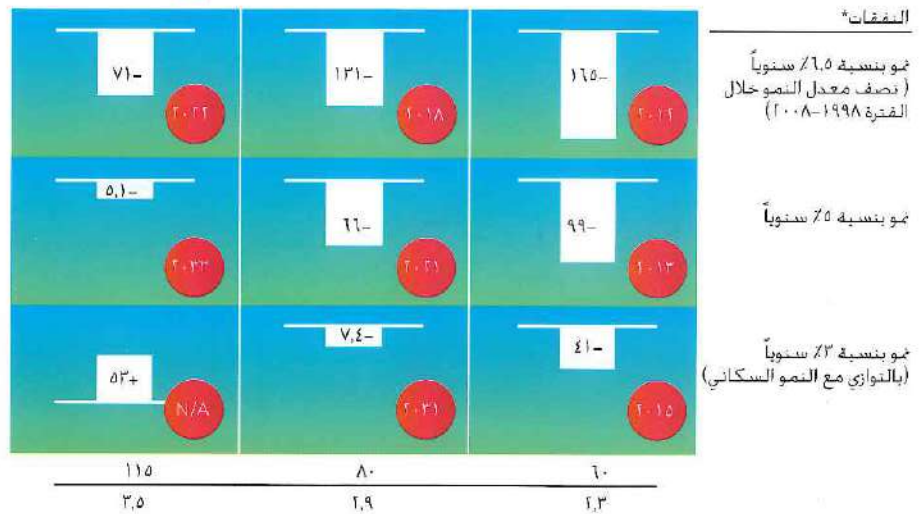 النفقات*
نمو بنسبة ٦,٥٪ سنوياً
( نصف معدل النمو خلال
الفترة ١٩٩٨–٢٠٠٨)
–١٦٥
–١٣١
–٧١
٢٠١٢
٢٠١٨
٢٠٢٢
نمو بنسبة ٥٪ سنوياً
–٩٩
–٦٦
–٥,١
٢٠١٣
٢٠٢١
٢٠٣٣
نمو بنسبة ٣٪ سنوياً
(بالتوازي مع النمو السكاني)
–٤١
–٧,٤
+٥٣
٢٠١٥
٢٠٣١
N/A
٦٠
٨٠
١١٥
٢,٣
٢,٩
٣,٥